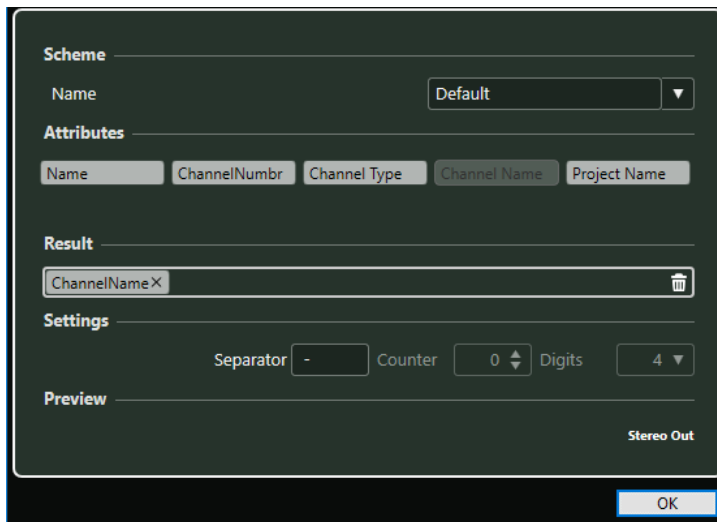 Scheme
Name Default
Attributes
Name ChannelNumbr Channel Type Channel Name Project Name
Result
ChannelName×
Settings
Separator - Counter 0 Digits 4
Preview
Stereo Out
OK